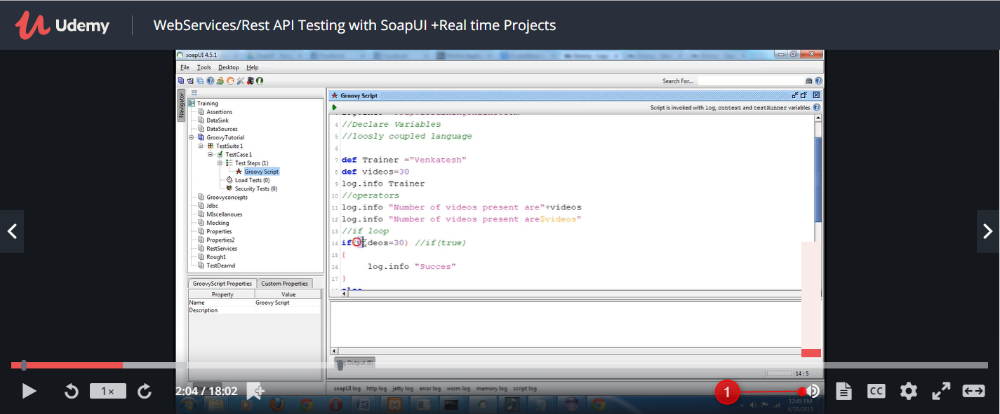 Udemy
WebServices/Rest API Testing with SoapUI +Real time Projects
soapUI 4.5.1
File Tools Desktop Help
Search For...
Navigator
Training
Assertions
DataSink
DataSources
GroovyTutorial
TestSuite 1
TestCase 1
Test Steps (1)
Groovy Script
Load Tests (0)
Security Tests (0)
Groovyconcepts
Jdbc
MIscellanoues
Mocking
Properties
Properties2
RestServices
Rough1
TestDeamd
GroovyScript Properties Custom Properties
Property Value
Name Groovy Script
Description
Groovy Script
Script is invoked with log, context and testRunner variables
4 //Declare Variables
5 //loosly coupled language
6
7 def Trainer ="Venkatesh"
8 def videos=30
9 log.info Trainer
10 //operators
11 log.info "Number of videos present are"+videos
12 log.info "Number of videos present are$videos"
13 //if loop
14 if(videos=30) //if(true)
15 {
16 log.info "Succes"
17 }
else
Log Output (0)
14 : 5
soapUI log http log jetty log error log wsrm log memory log script log
1× 2:04 / 18:02
1
CC
12:45 PM
6/29/2013